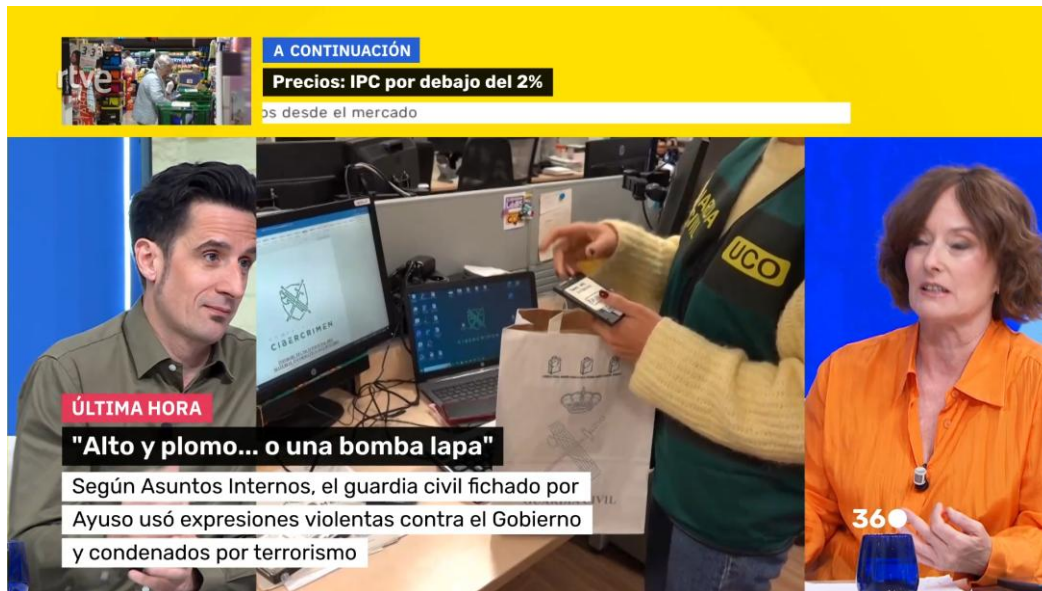 A CONTINUACIÓN
rtve
Precios: IPC por debajo del 2%
os desde el mercado
CIBERCRIMEN
UCO
CIBERCRIMEN
ÚLTIMA HORA
"Alto y plomo... o una bomba lapa"
Según Asuntos Internos, el guardia civil fichado por
Ayuso usó expresiones violentas contra el Gobierno
y condenados por terrorismo
36